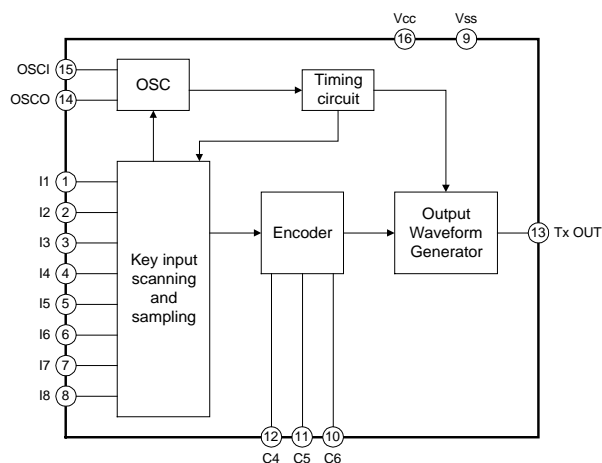 Vcc
Vss
16
9
OSCI
15
OSCO
14
OSC
Timing
circuit
I1
1
I2
2
I3
3
I4
4
I5
5
I6
6
I7
7
I8
8
Key input
scanning
and
sampling
Encoder
Output
Waveform
Generator
13
Tx OUT
12
11
10
C4
C5
C6